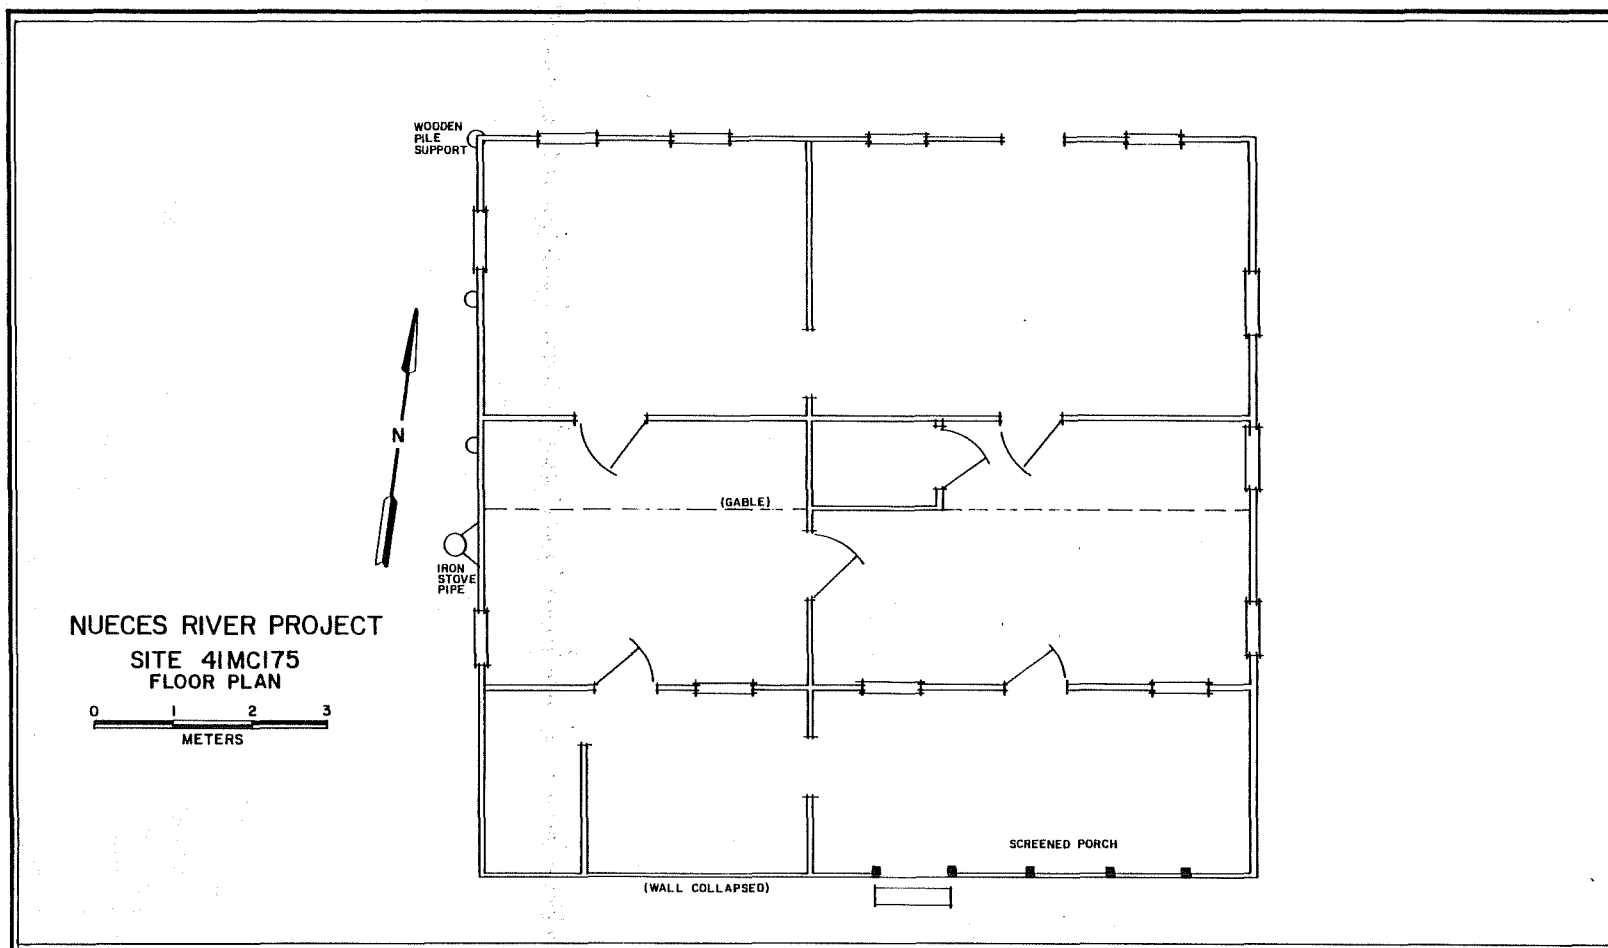 WOODEN
PILE
SUPPORT
N
(GABLE)
IRON
STOVE
PIPE
NUECES RIVER PROJECT
SITE 41MC175
FLOOR PLAN
0 1 2 3
METERS
SCREENED PORCH
(WALL COLLAPSED)